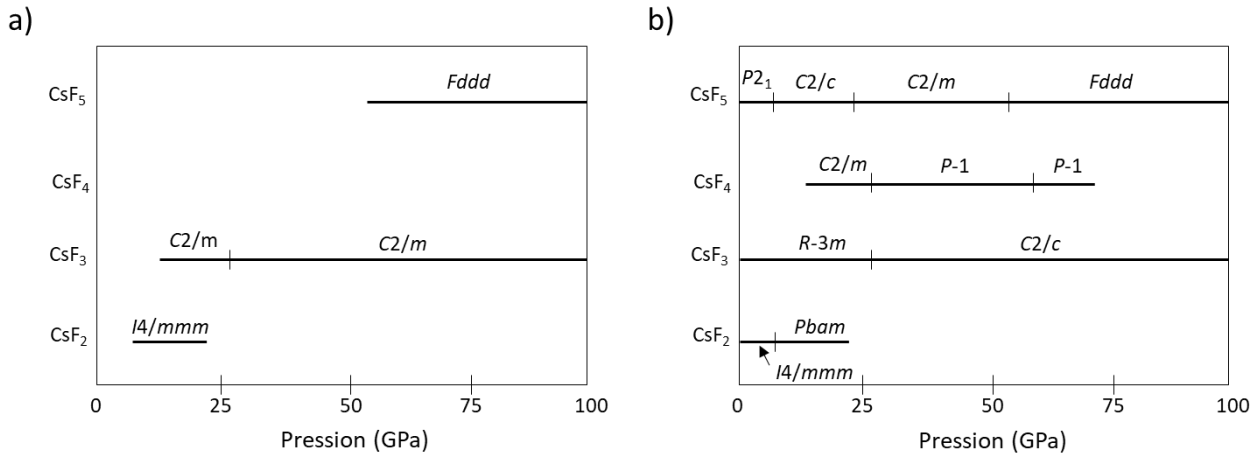 a)
Fddd
CsF₅
CsF₄
C2/m C2/m
CsF₃
I4/mmm
CsF₂
0 25 50 75 100
Pression (GPa)
b)
P2₁ C2/c C2/m Fddd
CsF₅
C2/m P-1 P-1
CsF₄
R-3m C2/c
CsF₃
Pbam
CsF₂
I4/mmm
0 25 50 75 100
Pression (GPa)